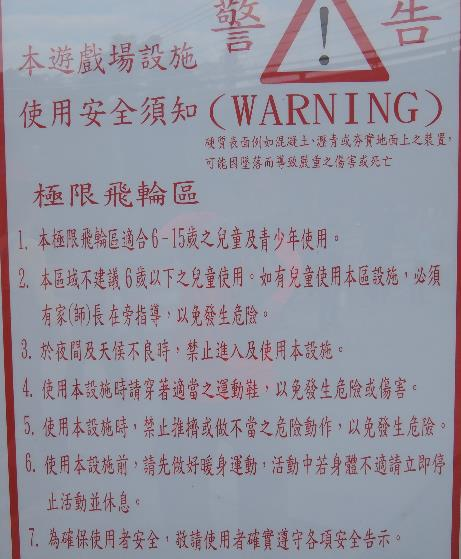 警 ! 告
本遊戲場設施
使用安全須知(WARNING)
硬質表面例如混凝土、瀝青或夯實地面上之裝置，
可能因墜落而導致嚴重之傷害或死亡
極限飛輪區
1. 本極限飛輪區適合6-15歲之兒童及青少年使用。
2. 本區域不建議6歲以下之兒童使用。如有兒童使用本區設施，必須
有家(師)長在旁指導，以免發生危險。
3. 於夜間及天候不良時，禁止進入及使用本設施。
4. 使用本設施時請穿著適當之運動鞋，以免發生危險或傷害。
5. 使用本設施時，禁止推擠或做不當之危險動作，以免發生危險。
6. 使用本設施前，請先做好暖身運動，活動中若身體不適請立即停
止活動並休息。
7. 為確保使用者安全，敬請使用者確實遵守各項安全告示。